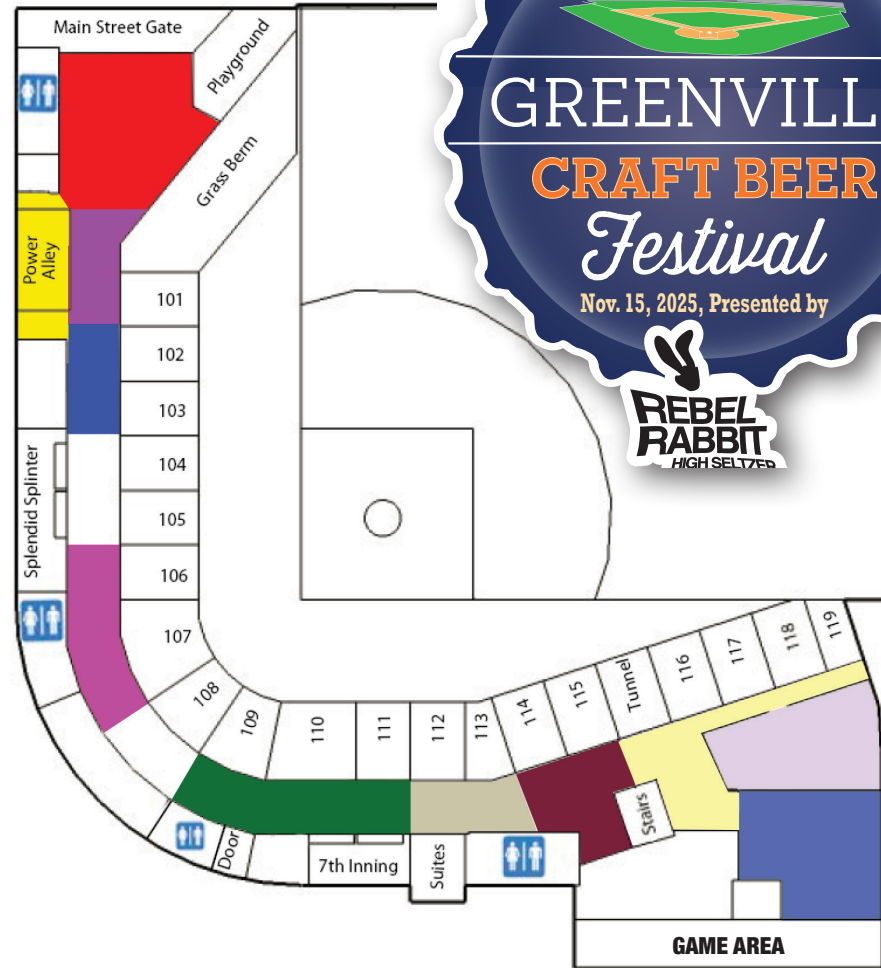 Main Street Gate
Playground
Grass Berm
Power
Alley
Splendid Splinter
101
102
103
104
105
106
107
108
109
110
111
112
113
114
115
Tunnel
116
117
118
119
Stairs
Door
7th Inning
Suites
GAME AREA
GREENVILL
CRAFT BEER
Festival
Nov. 15, 2025, Presented by
REBEL
RABBIT
HIGH SELTZER